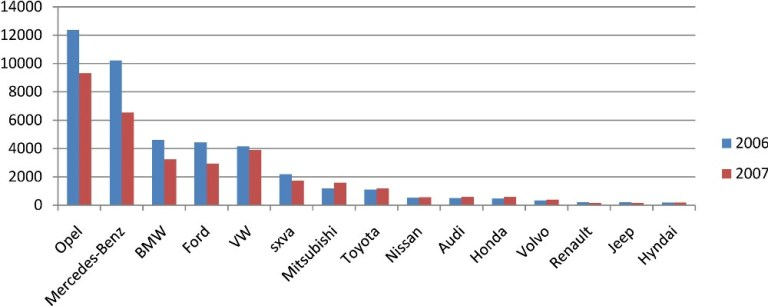 14000
12000
10000
8000
6000
4000
2000
0
Opel
Mercedes-Benz
BMW
Ford
VW
sxva
Mitsubishi
Toyota
Nissan
Audi
Honda
Volvo
Renault
Jeep
Hyndai
2006
2007